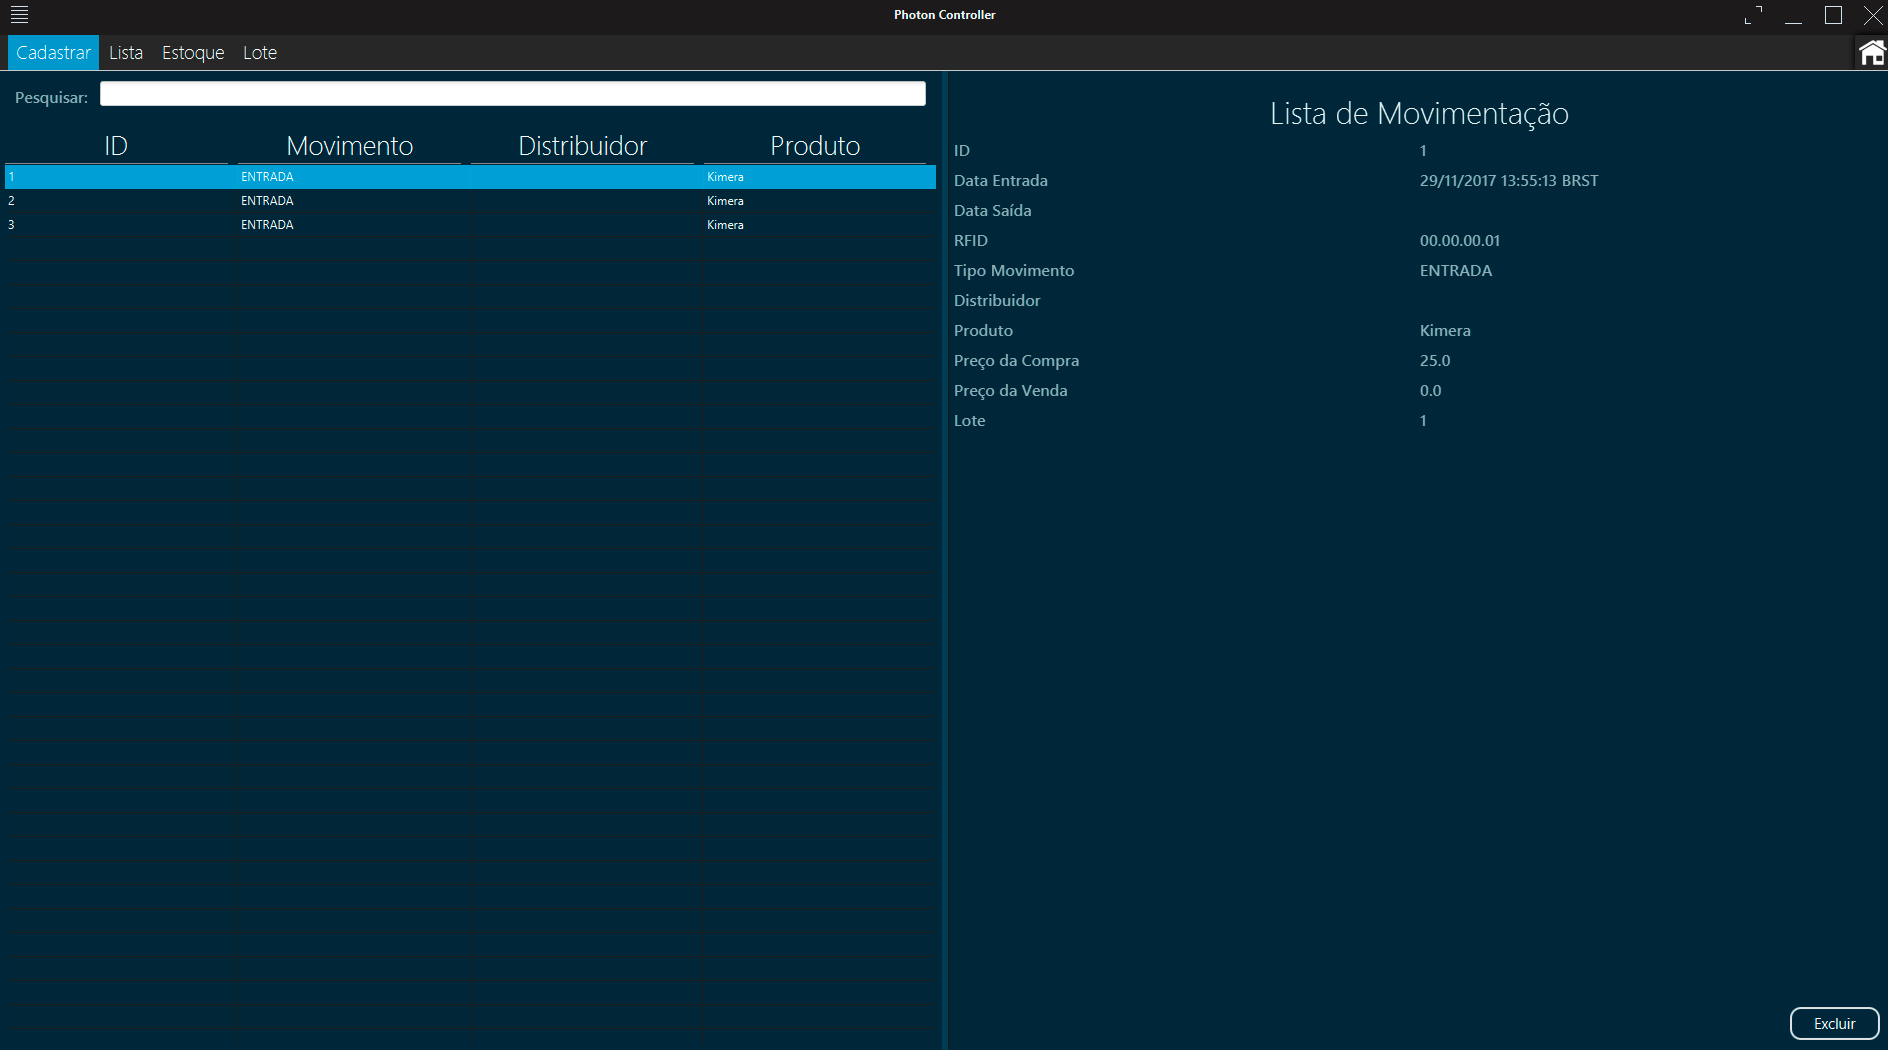 Photon Controller
Cadastrar Lista Estoque Lote
Pesquisar:
ID Movimento Distribuidor Produto
1 ENTRADA Kimera
2 ENTRADA Kimera
3 ENTRADA Kimera
Lista de Movimentação
ID 1
Data Entrada 29/11/2017 13:55:13 BRST
Data Saída
RFID 00.00.00.01
Tipo Movimento ENTRADA
Distribuidor
Produto Kimera
Preço da Compra 25.0
Preço da Venda 0.0
Lote 1
Excluir